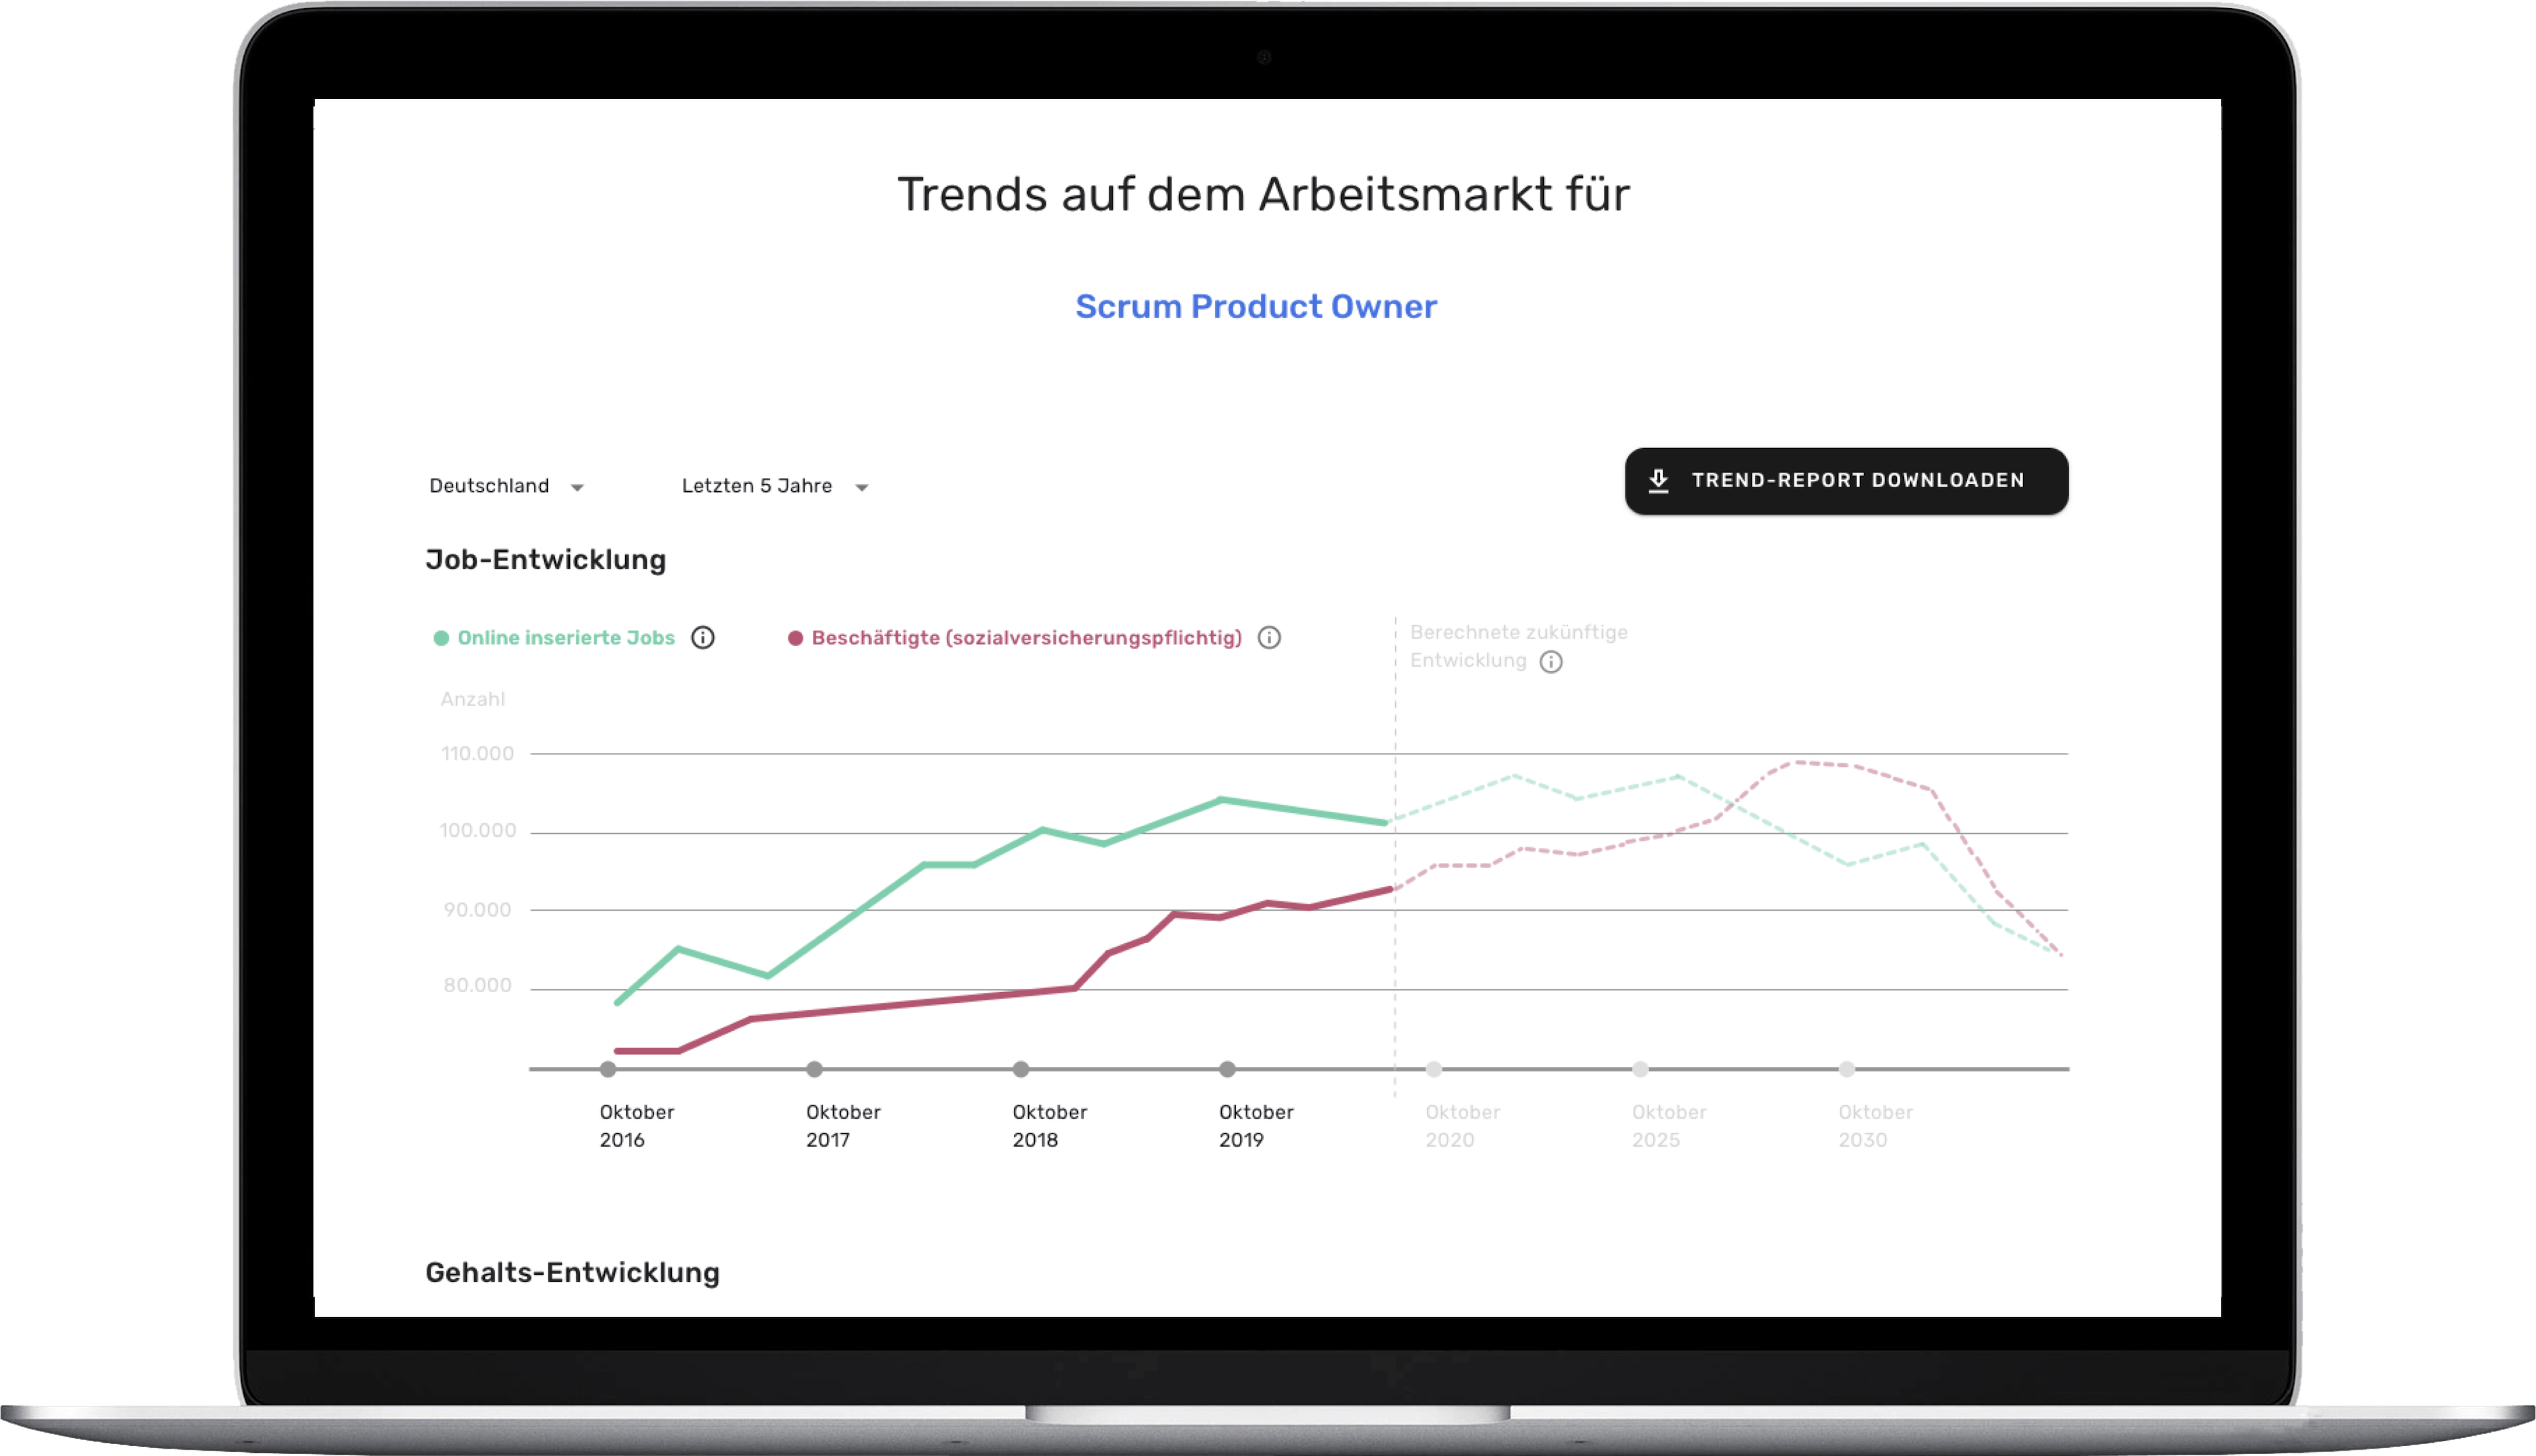 Trends auf dem Arbeitsmarkt für
Scrum Product Owner
Deutschland
Letzten 5 Jahre
TREND-REPORT DOWNLOADEN
Job-Entwicklung
Online inserierte Jobs
Beschäftigte (sozialversicherungspflichtig)
Berechnete zukünftige
Entwicklung
Anzahl
110.000
100.000
90.000
80.000
Oktober
2016
Oktober
2017
Oktober
2018
Oktober
2019
Oktober
2020
Oktober
2025
Oktober
2030
Gehalts-Entwicklung